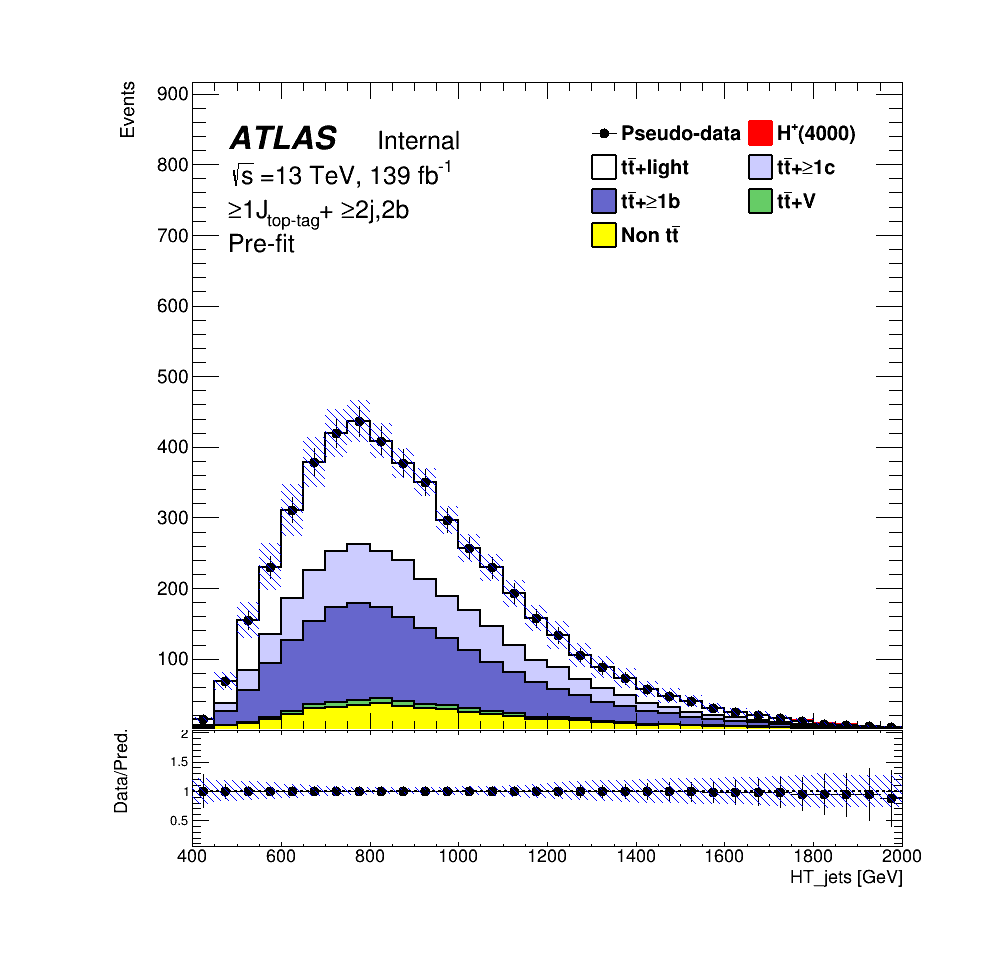 Events
900
800
700
600
500
400
300
200
100
ATLAS Internal
√s =13 TeV, 139 fb⁻¹
≥1J_top-tag+ ≥2j,2b
Pre-fit
Pseudo-data H⁺(4000)
tt̄+light tt̄+≥1c
tt̄+≥1b tt̄+V
Non tt̄
Data/Pred.
2
1.5
1
0.5
400 600 800 1000 1200 1400 1600 1800 2000
HT_jets [GeV]